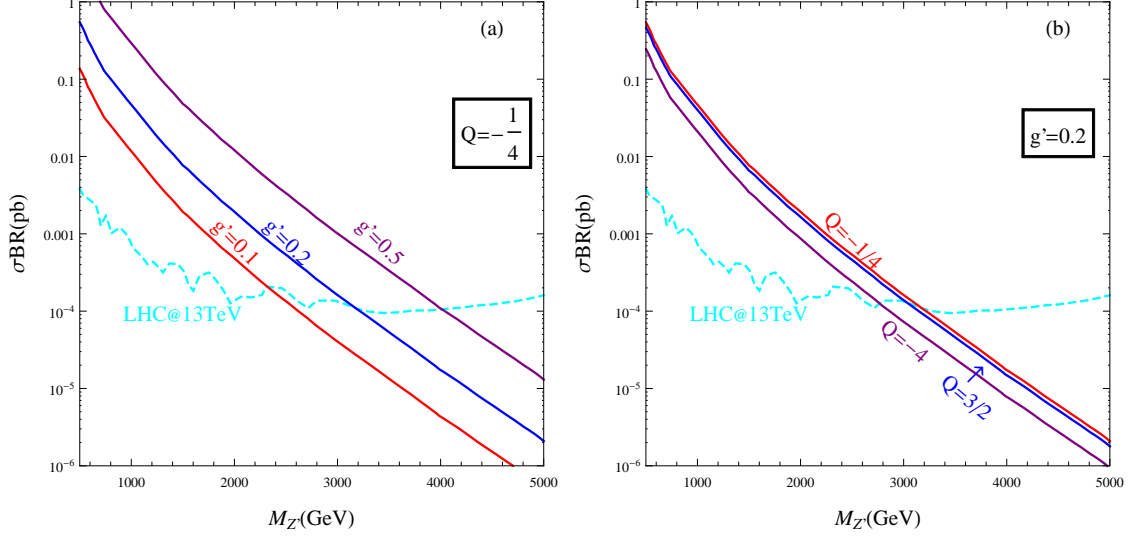 (a)
Q=−1/4
g'=0.1
g'=0.2
g'=0.5
LHC@13TeV
σBR(pb)
1
0.1
0.01
0.001
10⁻⁴
10⁻⁵
10⁻⁶
1000 2000 3000 4000 5000
M_Z'(GeV)
(b)
g'=0.2
Q=−1/4
Q=−4
Q=3/2
LHC@13TeV
σBR(pb)
1
0.1
0.01
0.001
10⁻⁴
10⁻⁵
10⁻⁶
1000 2000 3000 4000 5000
M_Z'(GeV)